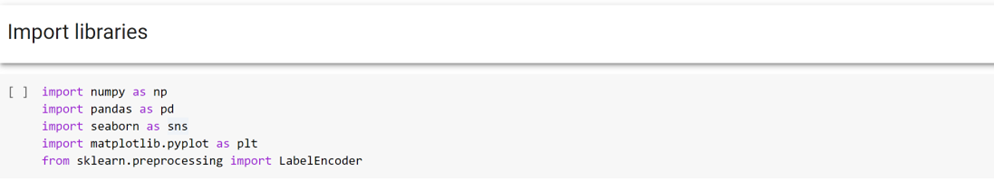 Import libraries
[ ] import numpy as np
import pandas as pd
import seaborn as sns
import matplotlib.pyplot as plt
from sklearn.preprocessing import LabelEncoder